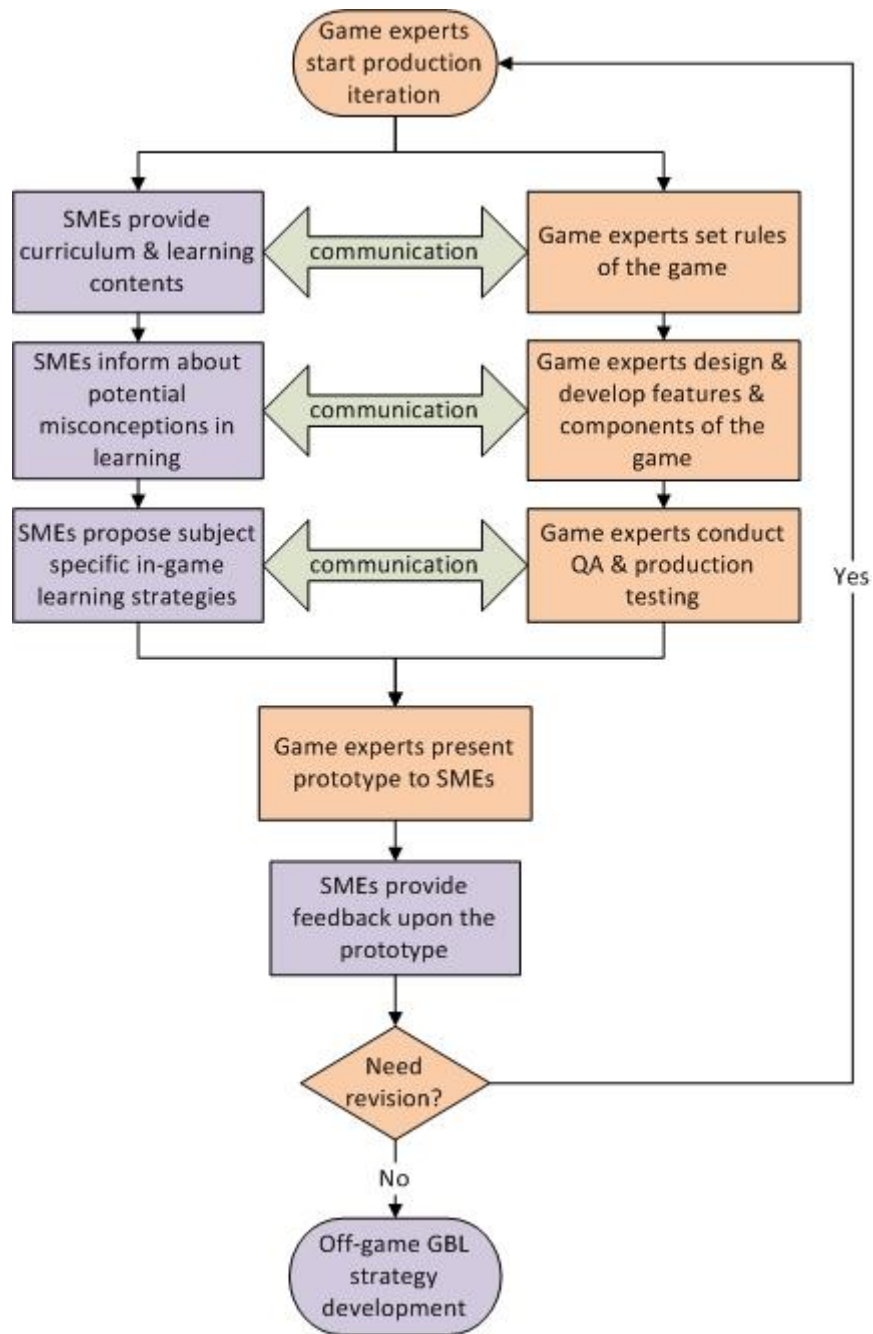 Game experts
start production
iteration
SMEs provide
curriculum & learning
contents
communication
Game experts set rules
of the game
SMEs inform about
potential
misconceptions in
learning
communication
Game experts design &
develop features &
components of the
game
SMEs propose subject
specific in-game
learning strategies
communication
Game experts conduct
QA & production
testing
Yes
Game experts present
prototype to SMEs
SMEs provide
feedback upon the
prototype
Need
revision?
No
Off-game GBL
strategy
development